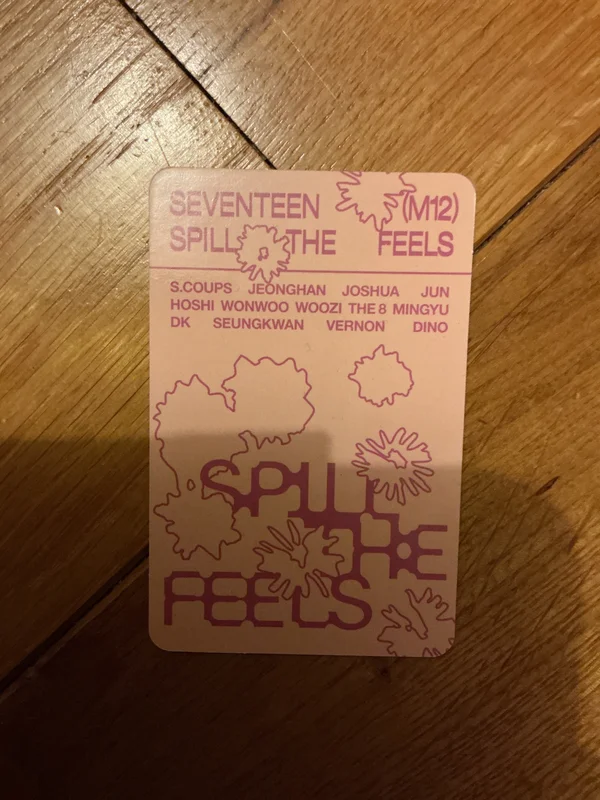 SEVENTEEN (M12)
SPILL THE FEELS
S.COUPS JEONGHAN JOSHUA JUN
HOSHI WONWOO WOOZI THE 8 MINGYU
DK SEUNGKWAN VERNON DINO
SPILL
THE
FEELS